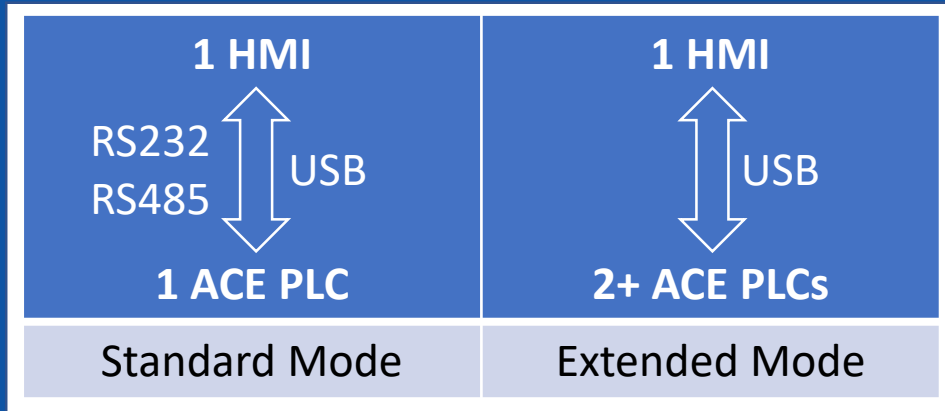 1 HMI
RS232
RS485
USB
1 ACE PLC
Standard Mode
1 HMI
USB
2+ ACE PLCs
Extended Mode